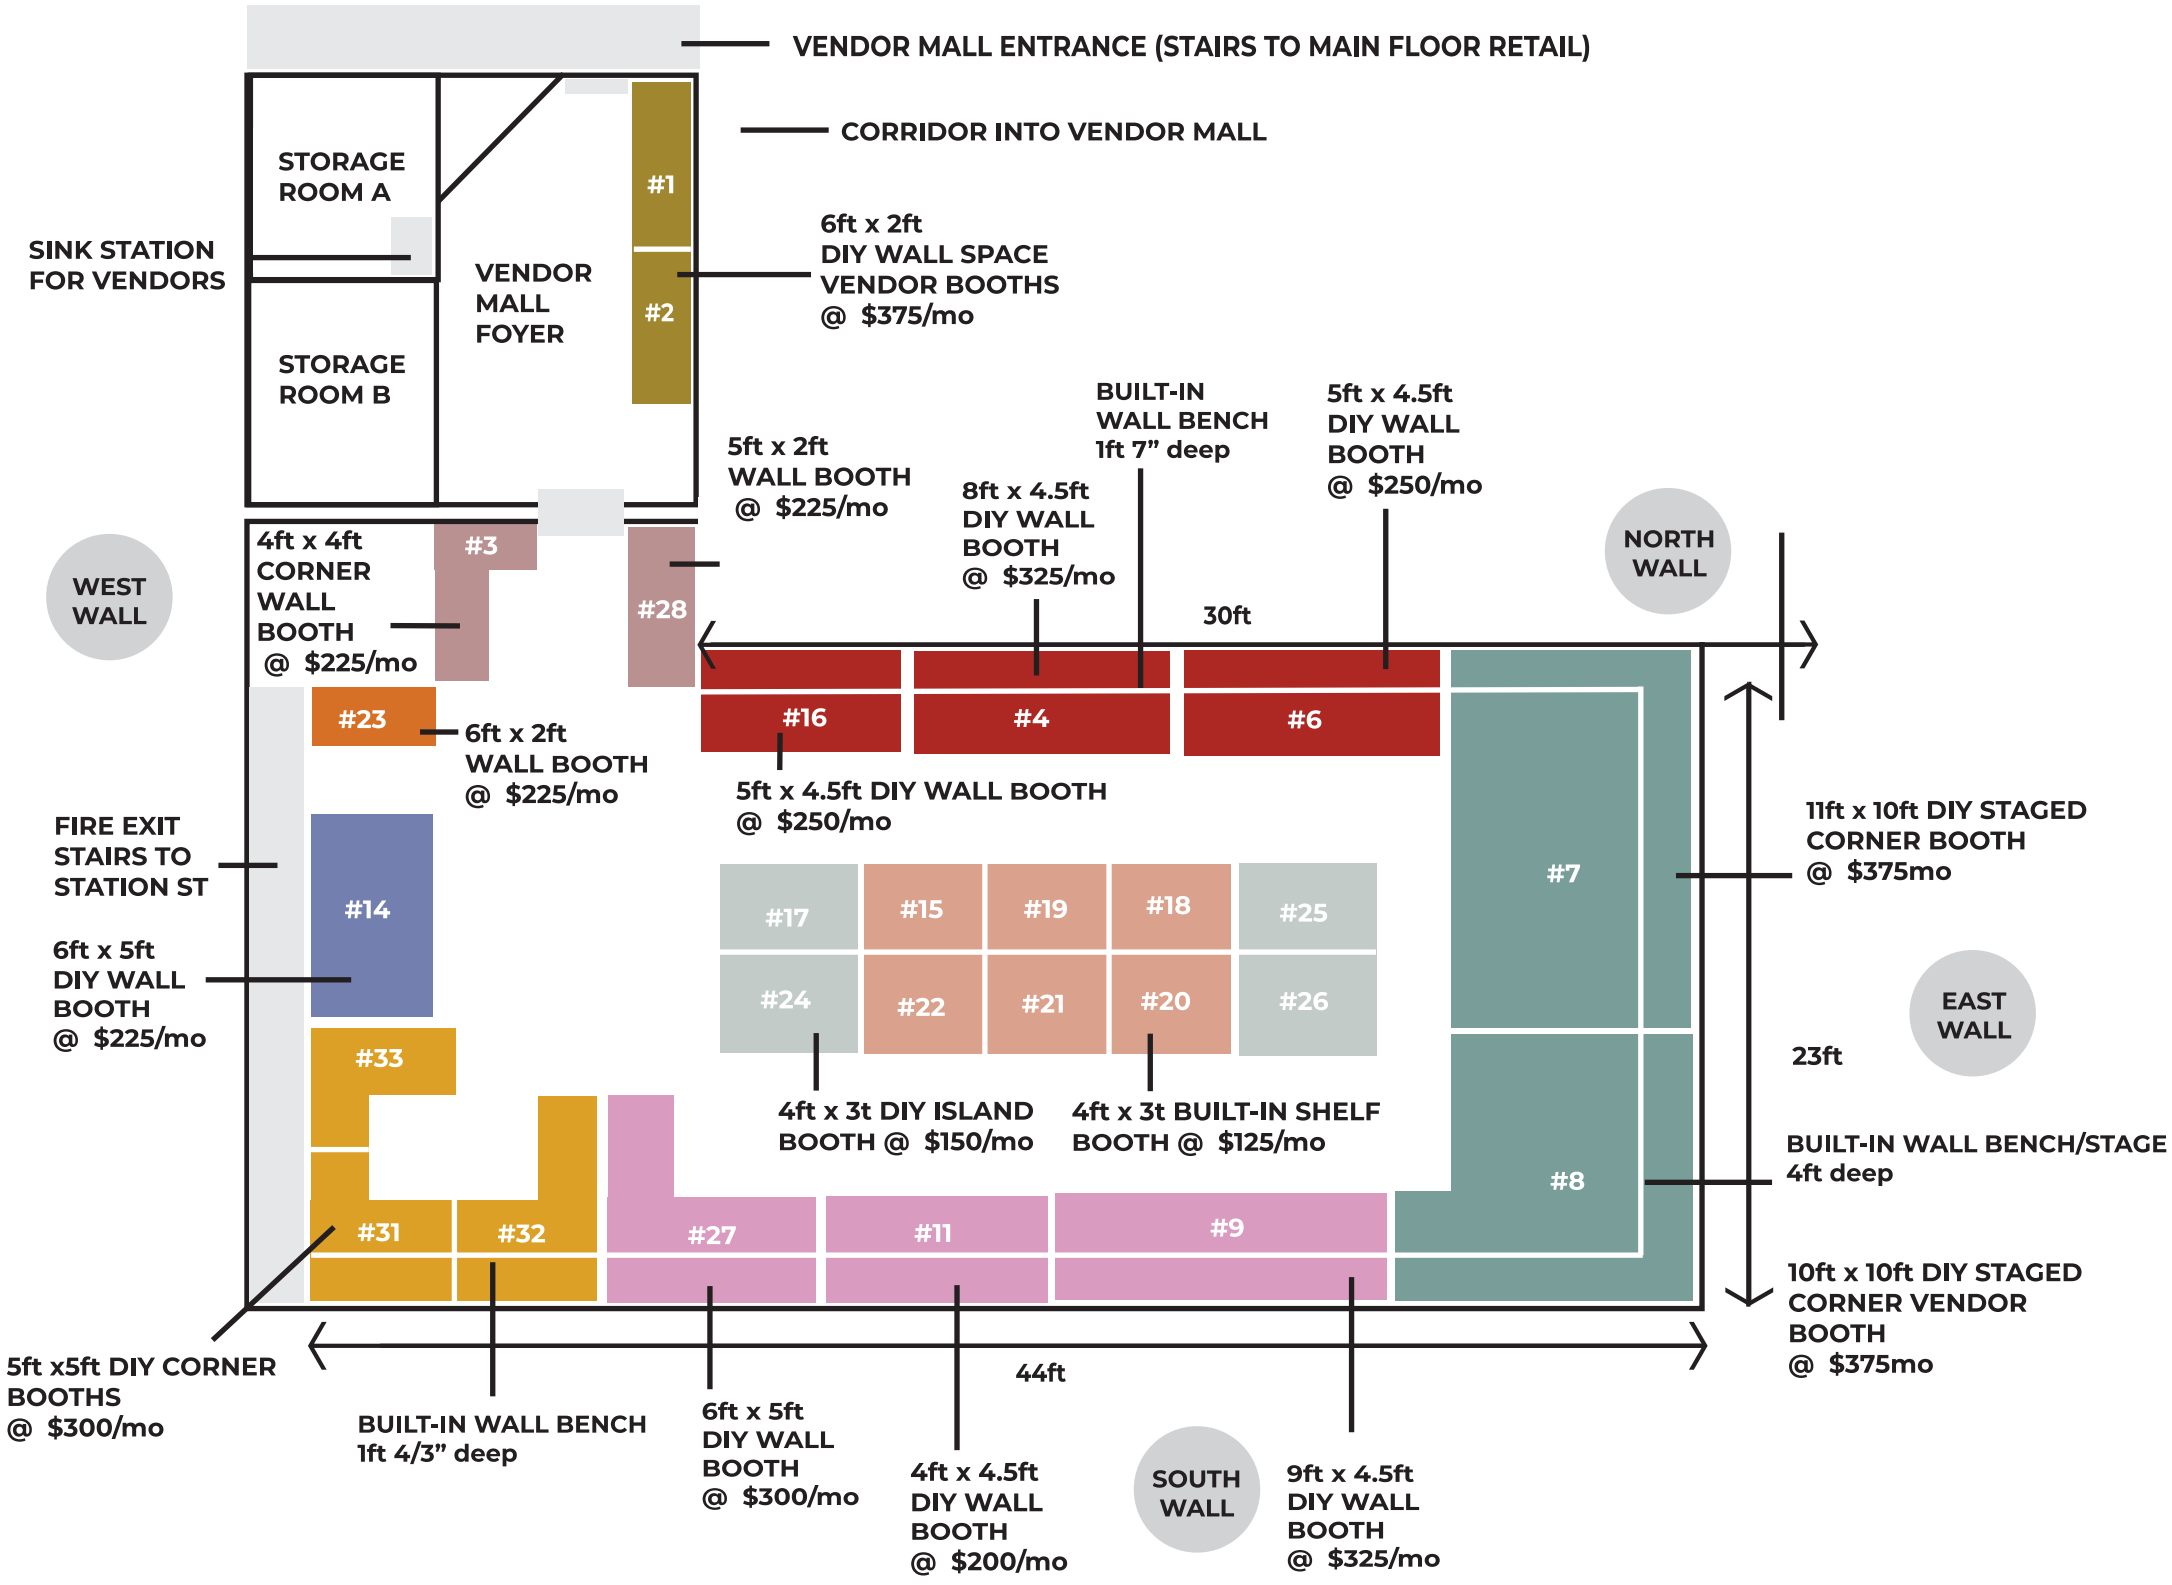 VENDOR MALL ENTRANCE (STAIRS TO MAIN FLOOR RETAIL)
CORRIDOR INTO VENDOR MALL
STORAGE
ROOM A
#1
SINK STATION
FOR VENDORS
VENDOR
MALL
FOYER
#2
6ft x 2ft
DIY WALL SPACE
VENDOR BOOTHS
@ $375/mo
STORAGE
ROOM B
5ft x 2ft
WALL BOOTH
@ $225/mo
8ft x 4.5ft
DIY WALL
BOOTH
@ $325/mo
BUILT-IN
WALL BENCH
1ft 7” deep
5ft x 4.5ft
DIY WALL
BOOTH
@ $250/mo
NORTH
WALL
WEST
WALL
4ft x 4ft
CORNER
WALL
BOOTH
@ $225/mo
#3
#28
30ft
#23
6ft x 2ft
WALL BOOTH
@ $225/mo
#16
#4
#6
5ft x 4.5ft DIY WALL BOOTH
@ $250/mo
FIRE EXIT
STAIRS TO
STATION ST
#14
6ft x 5ft
DIY WALL
BOOTH
@ $225/mo
#17
#15
#19
#18
#25
#24
#22
#21
#20
#26
#7
11ft x 10ft DIY STAGED
CORNER BOOTH
@ $375mo
EAST
WALL
23ft
#33
4ft x 3t DIY ISLAND
BOOTH @ $150/mo
4ft x 3t BUILT-IN SHELF
BOOTH @ $125/mo
BUILT-IN WALL BENCH/STAGE
4ft deep
#8
#31
#32
#27
#11
#9
10ft x 10ft DIY STAGED
CORNER VENDOR
BOOTH
@ $375mo
44ft
5ft x5ft DIY CORNER
BOOTHS
@ $300/mo
BUILT-IN WALL BENCH
1ft 4/3” deep
6ft x 5ft
DIY WALL
BOOTH
@ $300/mo
4ft x 4.5ft
DIY WALL
BOOTH
@ $200/mo
SOUTH
WALL
9ft x 4.5ft
DIY WALL
BOOTH
@ $325/mo